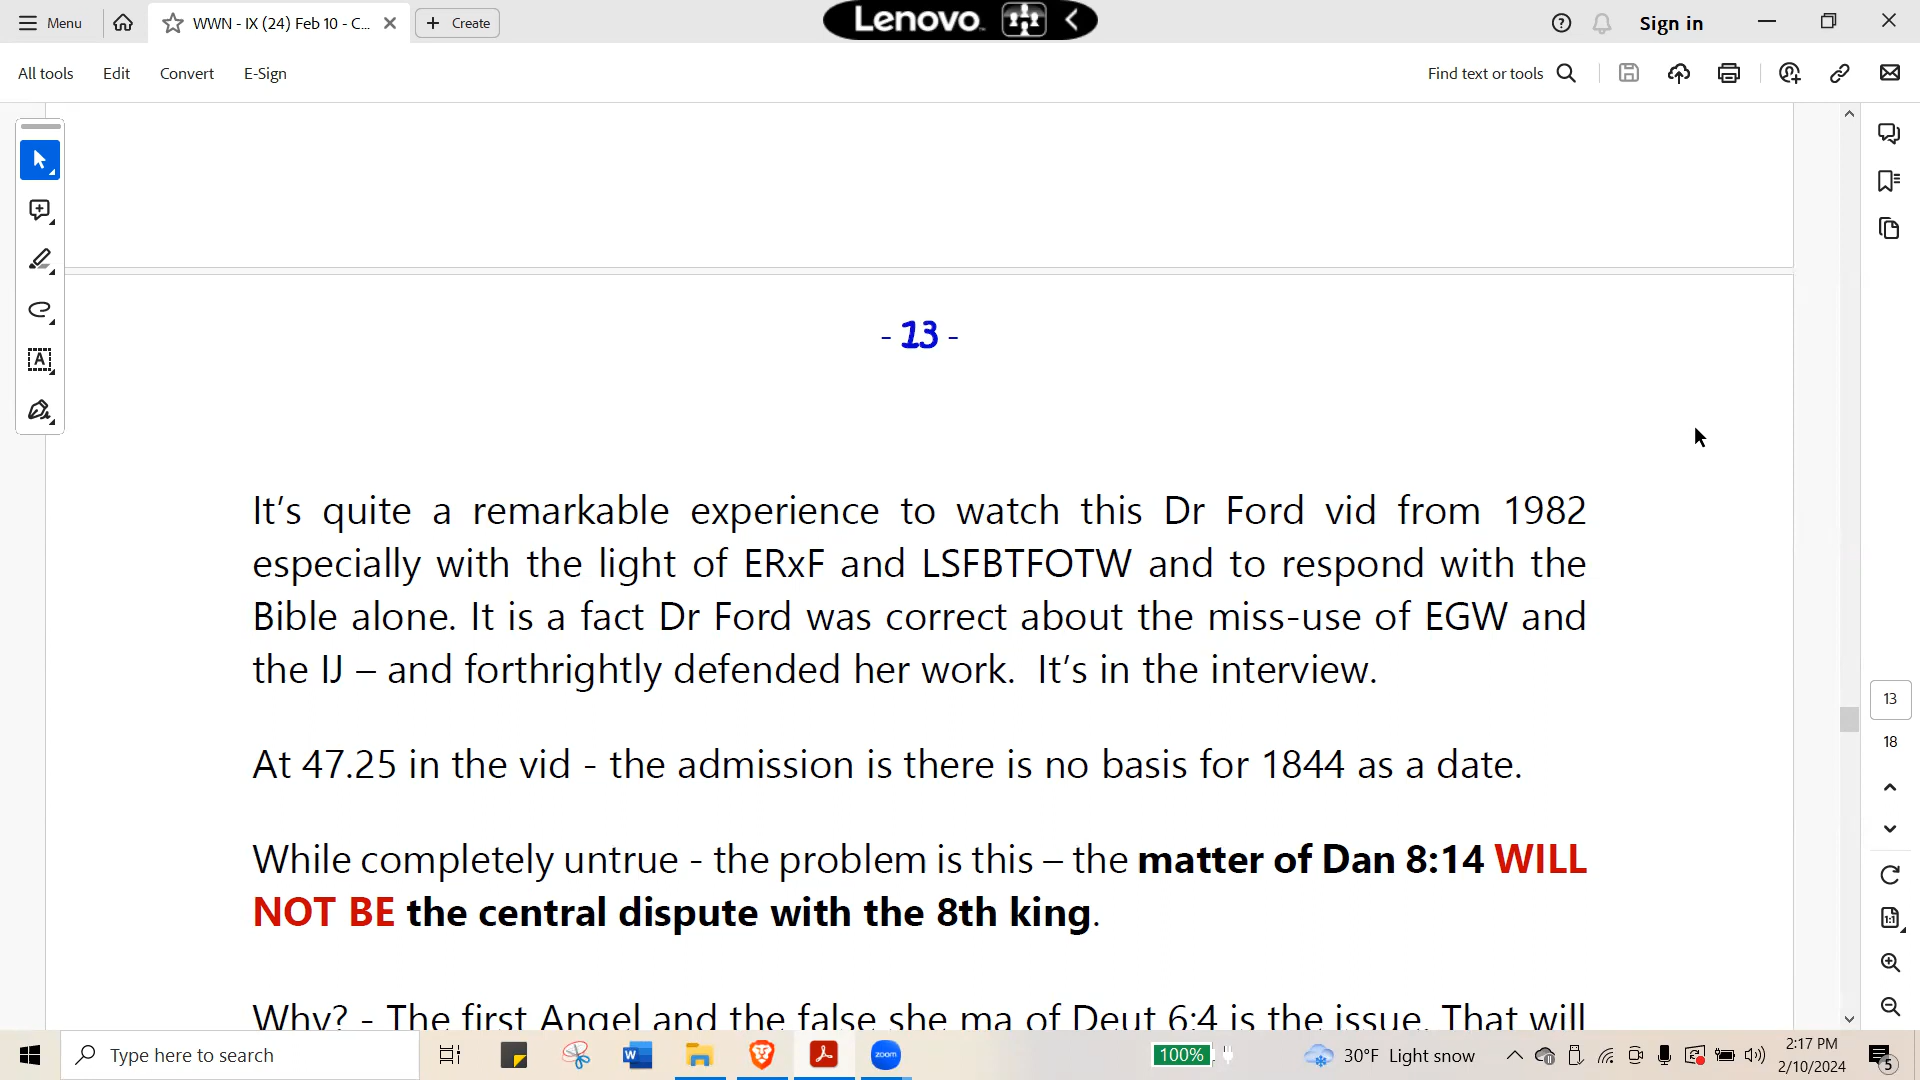 Menu
WWN - IX (24) Feb 10 - C...
Create
Lenovo
Sign in
All tools
Edit
Convert
E-Sign
Find text or tools
- 13 -
It's quite a remarkable experience to watch this Dr Ford vid from 1982
especially with the light of ERxF and LSFBTFOTW and to respond with the
Bible alone. It is a fact Dr Ford was correct about the miss-use of EGW and
the IJ – and forthrightly defended her work.  It's in the interview.
At 47.25 in the vid - the admission is there is no basis for 1844 as a date.
While completely untrue - the problem is this – the matter of Dan 8:14 WILL
NOT BE the central dispute with the 8th king.
Why? - The first Angel and the false she ma of Deut 6:4 is the issue. That will
13
18
Type here to search
zoom
100%
30°F Light snow
2:17 PM
2/10/2024
5